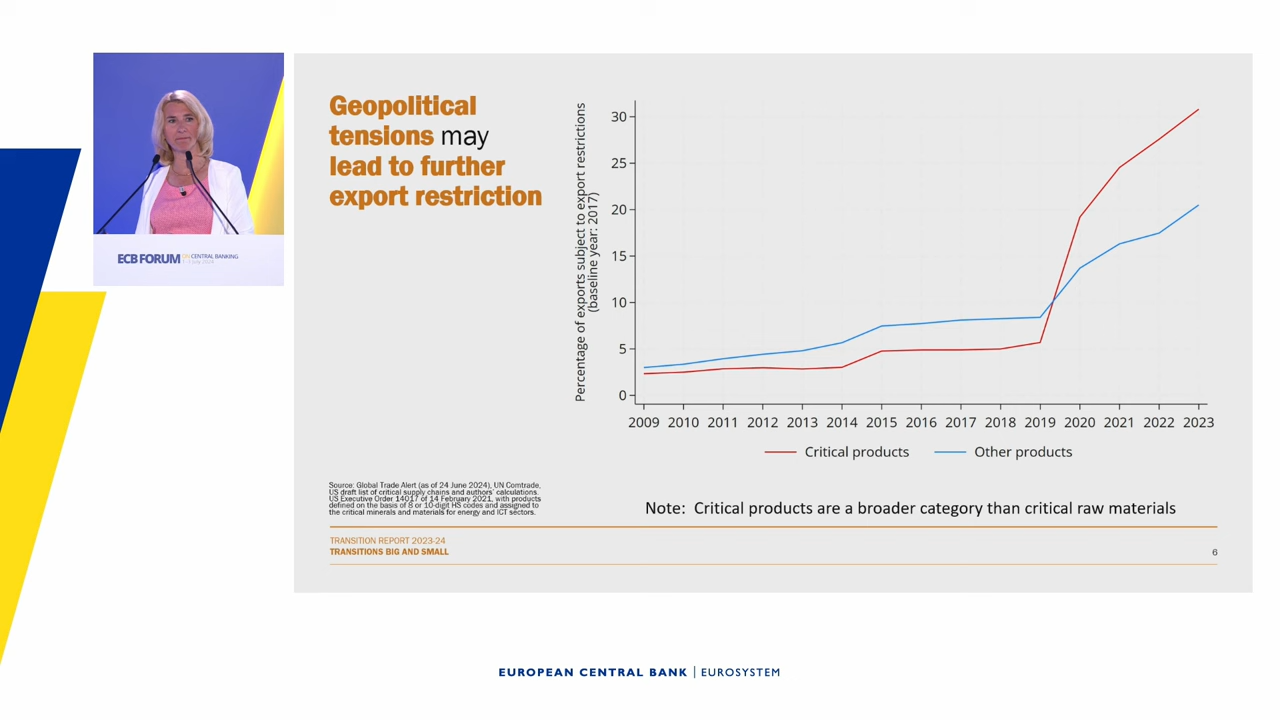 ECB FORUM ON CENTRAL BANKING
1-3 July 2024
Geopolitical
tensions may
lead to further
export restriction
Percentage of exports subject to export restrictions
(baseline year: 2017)
30
25
20
15
10
5
0
2009 2010 2011 2012 2013 2014 2015 2016 2017 2018 2019 2020 2021 2022 2023
Critical products Other products
Source: Global Trade Alert (as of 24 June 2024), UN Comtrade,
US draft list of critical supply chains and authors' calculations.
US Executive Order 14017 of 14 February 2021, with products
defined on the basis of 8 or 10-digit HS codes and assigned to
the critical minerals and materials for energy and ICT sectors.
Note: Critical products are a broader category than critical raw materials
TRANSITION REPORT 2023-24
TRANSITIONS BIG AND SMALL
6
EUROPEAN CENTRAL BANK | EUROSYSTEM